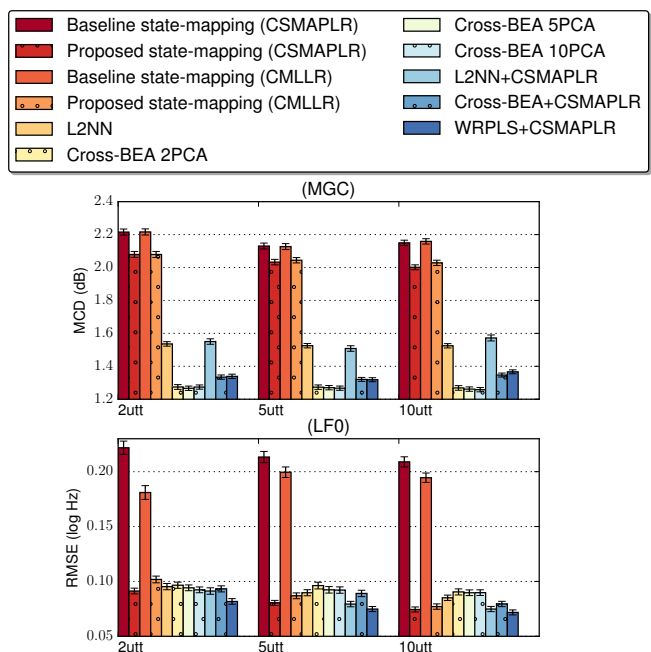 Baseline state-mapping (CSMAPLR)
Proposed state-mapping (CSMAPLR)
Baseline state-mapping (CMLLR)
Proposed state-mapping (CMLLR)
L2NN
Cross-BEA 2PCA
Cross-BEA 5PCA
Cross-BEA 10PCA
L2NN+CSMAPLR
Cross-BEA+CSMAPLR
WRPLS+CSMAPLR
(MGC)
2.4
2.2
2.0
1.8
1.6
1.4
1.2
MCD (dB)
2utt 5utt 10utt
(LF0)
0.20
0.15
0.10
0.05
RMSE (log Hz)
2utt 5utt 10utt